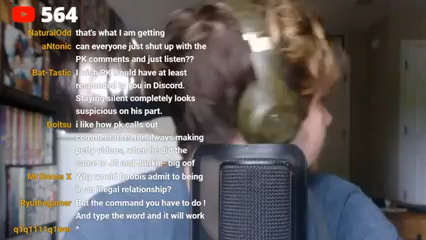 564
NaturalOdd that's what I am getting
aNtonic can everyone just shut up with the
PK comments and just listen??
Bat-Tastic I wish PK would have at least
responded to you in Discord.
Staying silent completely looks
suspicious on his part.
Boitsu i like how pk calls out
commentators for always making
petty videos, when he did the
same to JS and Junkie- big oof
Why would Boobis admit to being
in an illegal relationship?
But the command you have to do !
And type the word and it will work
^